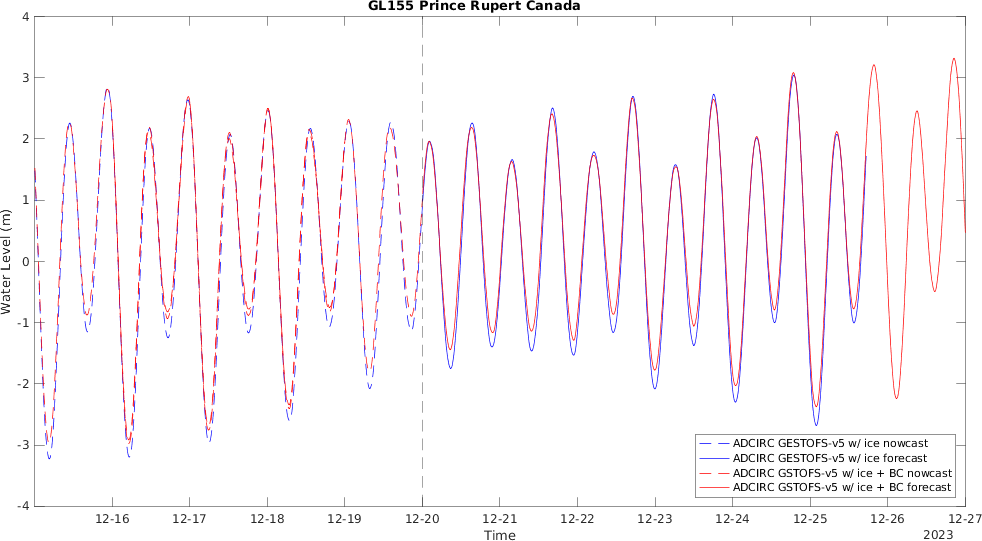 GL155 Prince Rupert Canada
4
3
2
1
0
-1
-2
-3
-4
Water Level (m)
ADCIRC GESTOFS-v5 w/ ice nowcast
ADCIRC GESTOFS-v5 w/ ice forecast
ADCIRC GSTOFS-v5 w/ ice + BC nowcast
ADCIRC GSTOFS-v5 w/ ice + BC forecast
12-16 12-17 12-18 12-19 12-20 12-21 12-22 12-23 12-24 12-25 12-26 12-27
Time
2023